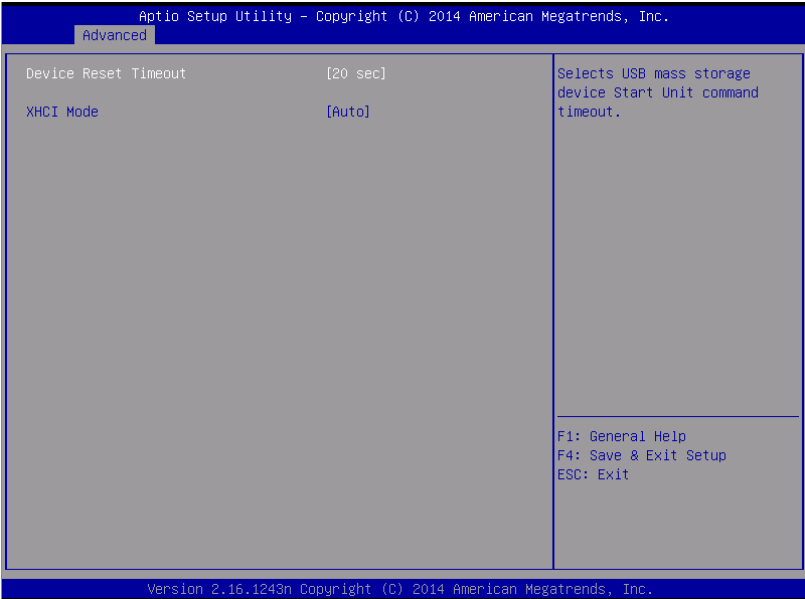 Aptio Setup Utility – Copyright (C) 2014 American Megatrends, Inc.
Advanced
Device Reset Timeout [20 sec]
XHCI Mode [Auto]
Selects USB mass storage
device Start Unit command
timeout.
F1: General Help
F4: Save & Exit Setup
ESC: Exit
Version 2.16.1243n Copyright (C) 2014 American Megatrends, Inc.